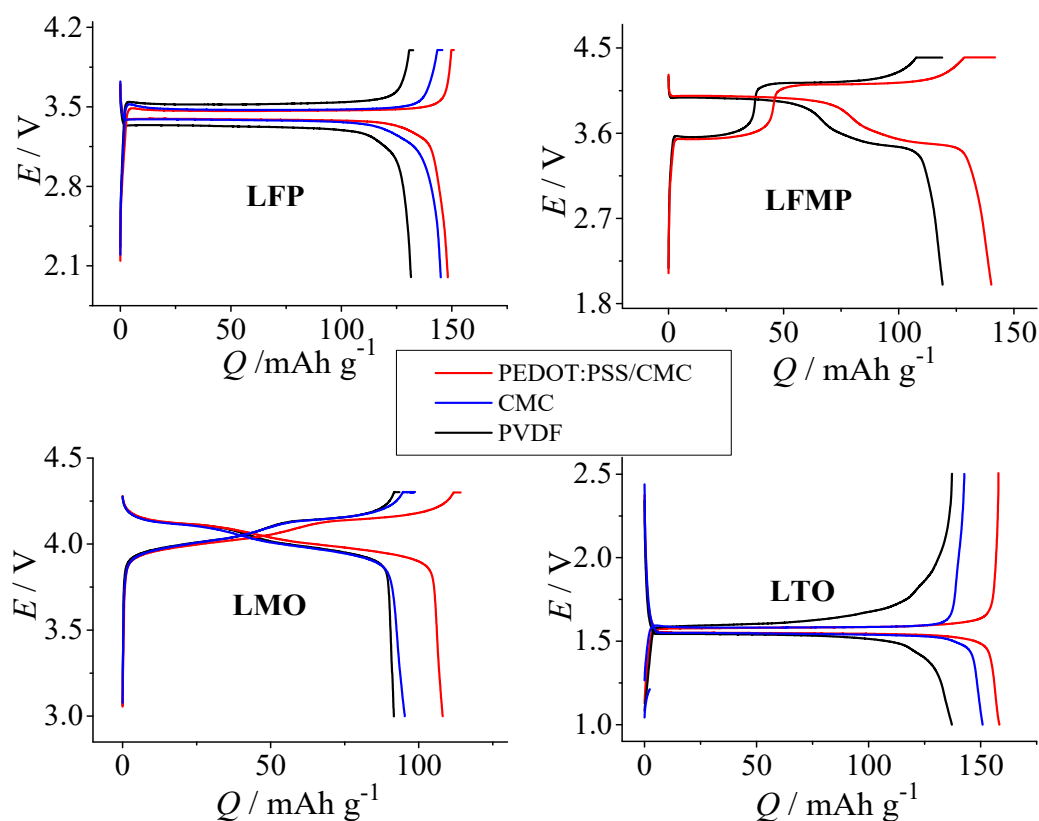 4.2
3.5
2.8
2.1
E / V
LFP
0
50
100
150
Q /mAh g⁻¹
4.5
3.6
2.7
1.8
E / V
LFMP
0
50
100
150
Q / mAh g⁻¹
PEDOT:PSS/CMC
CMC
PVDF
4.5
4.0
3.5
3.0
E / V
LMO
0
50
100
Q / mAh g⁻¹
2.5
2.0
1.5
1.0
E / V
LTO
0
50
100
150
Q / mAh g⁻¹